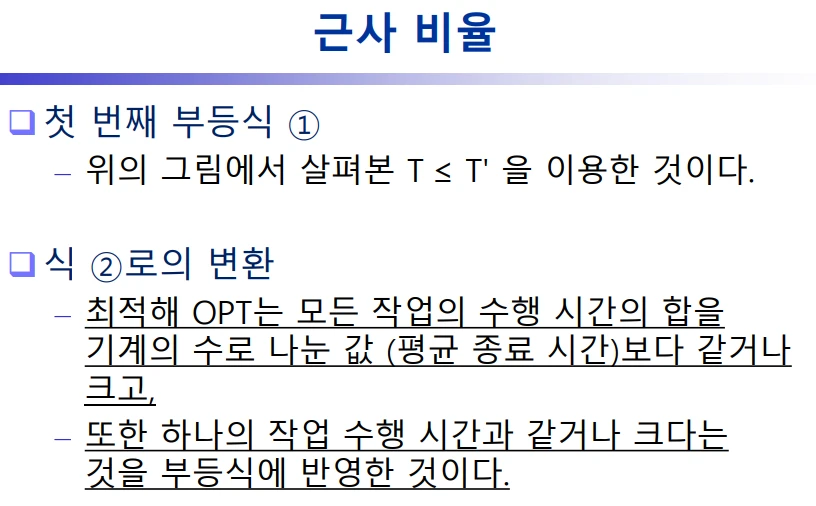 근사 비율
❑첫 번째 부등식 ①
– 위의 그림에서 살펴본 T ≤ T' 을 이용한 것이다.
❑식 ②로의 변환
– 최적해 OPT는 모든 작업의 수행 시간의 합을
기계의 수로 나눈 값 (평균 종료 시간)보다 같거나
크고,
– 또한 하나의 작업 수행 시간과 같거나 크다는
것을 부등식에 반영한 것이다.